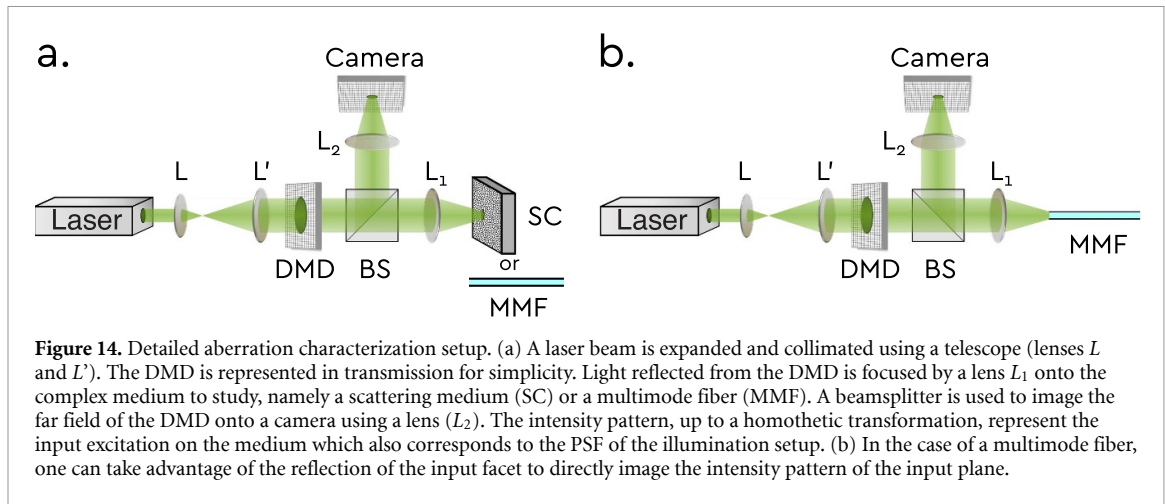 a.
Camera
L₂
L
L'
L₁
Laser
SC
DMD
BS
or
MMF
b.
Camera
L₂
L
L'
L₁
Laser
DMD
BS
MMF
Figure 14. Detailed aberration characterization setup. (a) A laser beam is expanded and collimated using a telescope (lenses L
and L’). The DMD is represented in transmission for simplicity. Light reflected from the DMD is focused by a lens L₁ onto the
complex medium to study, namely a scattering medium (SC) or a multimode fiber (MMF). A beamsplitter is used to image the
far field of the DMD onto a camera using a lens (L₂). The intensity pattern, up to a homothetic transformation, represent the
input excitation on the medium which also corresponds to the PSF of the illumination setup. (b) In the case of a multimode fiber,
one can take advantage of the reflection of the input facet to directly image the intensity pattern of the input plane.